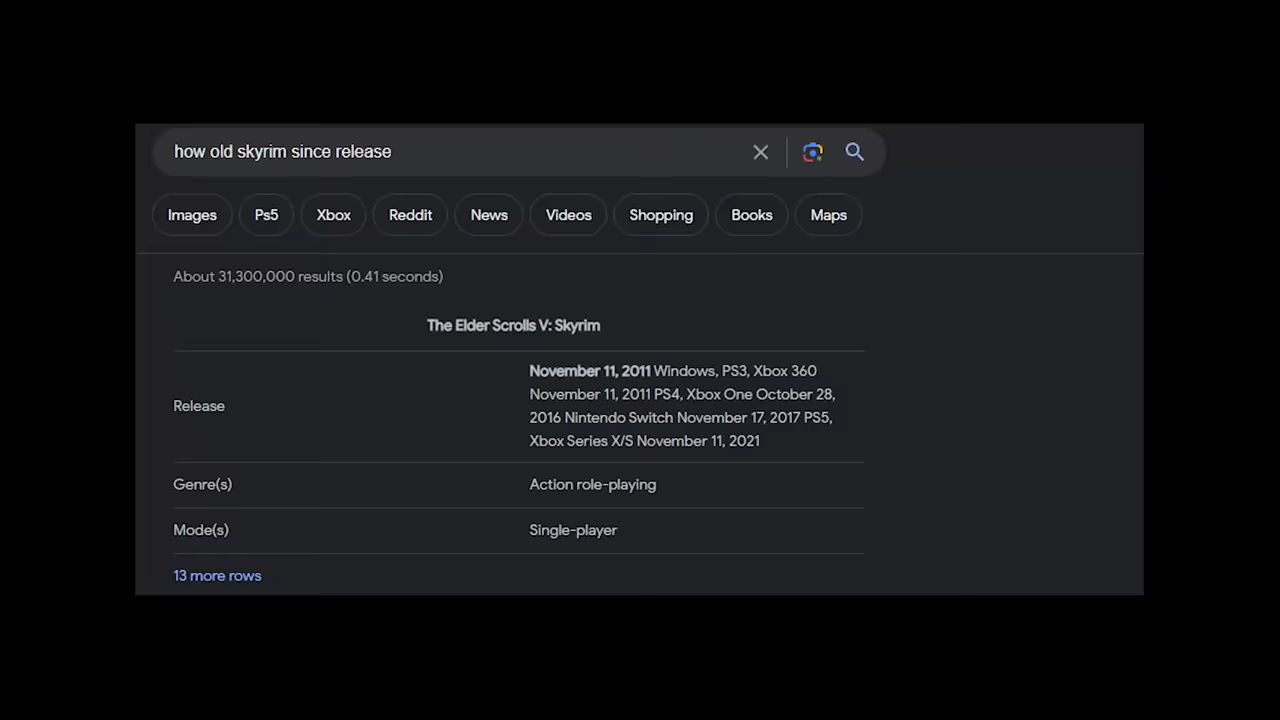 how old skyrim since release
Images Ps5 Xbox Reddit News Videos Shopping Books Maps
About 31,300,000 results (0.41 seconds)
The Elder Scrolls V: Skyrim
Release
November 11, 2011 Windows, PS3, Xbox 360
November 11, 2011 PS4, Xbox One October 28,
2016 Nintendo Switch November 17, 2017 PS5,
Xbox Series X/S November 11, 2021
Genre(s) Action role-playing
Mode(s) Single-player
13 more rows